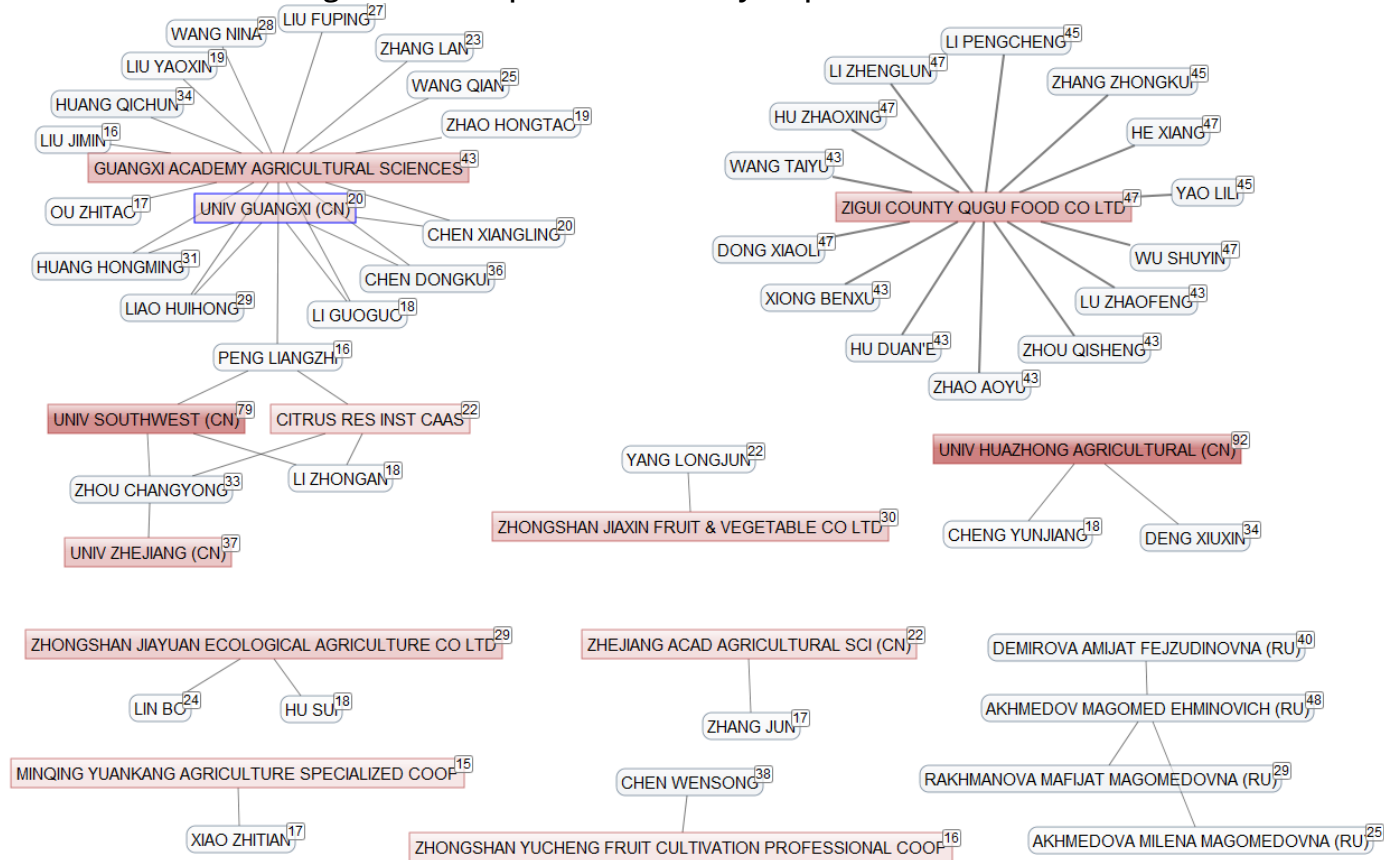 LIU FUPING 27
WANG NINA 28
ZHANG LAN 23
LIU YAOXIN 19
WANG QIAN 25
HUANG QICHUN 34
ZHAO HONGTAO 19
LIU JIMIN 16
GUANGXI ACADEMY AGRICULTURAL SCIENCES 43
OU ZHITAO 17
UNIV GUANGXI (CN) 20
CHEN XIANGLING 20
HUANG HONGMING 31
CHEN DONGKUI 36
LIAO HUIHONG 29
LI GUOGUO 18
PENG LIANGZHI 16
UNIV SOUTHWEST (CN) 79
CITRUS RES INST CAAS 22
ZHOU CHANGYONG 33
LI ZHONGAN 18
UNIV ZHEJIANG (CN) 37
LI PENGCHENG 45
LI ZHENGLUN 47
ZHANG ZHONGKUI 45
HU ZHAOXING 47
HE XIANG 47
WANG TAIYU 43
YAO LILI 45
ZIGUI COUNTY QUGU FOOD CO LTD 47
DONG XIAOLI 47
WU SHUYIN 47
XIONG BENXU 43
LU ZHAOFENG 43
HU DUAN'E 43
ZHOU QISHENG 43
ZHAO AOYU 43
YANG LONGJUN 22
ZHONGSHAN JIAXIN FRUIT & VEGETABLE CO LTD 30
UNIV HUAZHONG AGRICULTURAL (CN) 92
CHENG YUNJIANG 18
DENG XIUXIN 34
ZHONGSHAN JIAYUAN ECOLOGICAL AGRICULTURE CO LTD 29
LIN BO 24
HU SUI 18
ZHEJIANG ACAD AGRICULTURAL SCI (CN) 22
ZHANG JUN 17
DEMIROVA AMIJAT FEJZUDINOVNA (RU) 40
AKHMEDOV MAGOMED EHMINOVICH (RU) 48
RAKHMANOVA MAFIJAT MAGOMEDOVNA (RU) 29
AKHMEDOVA MILENA MAGOMEDOVNA (RU) 25
MINQING YUANKANG AGRICULTURE SPECIALIZED COOP 15
XIAO ZHITIAN 17
CHEN WENSONG 38
ZHONGSHAN YUCHENG FRUIT CULTIVATION PROFESSIONAL COOP 16